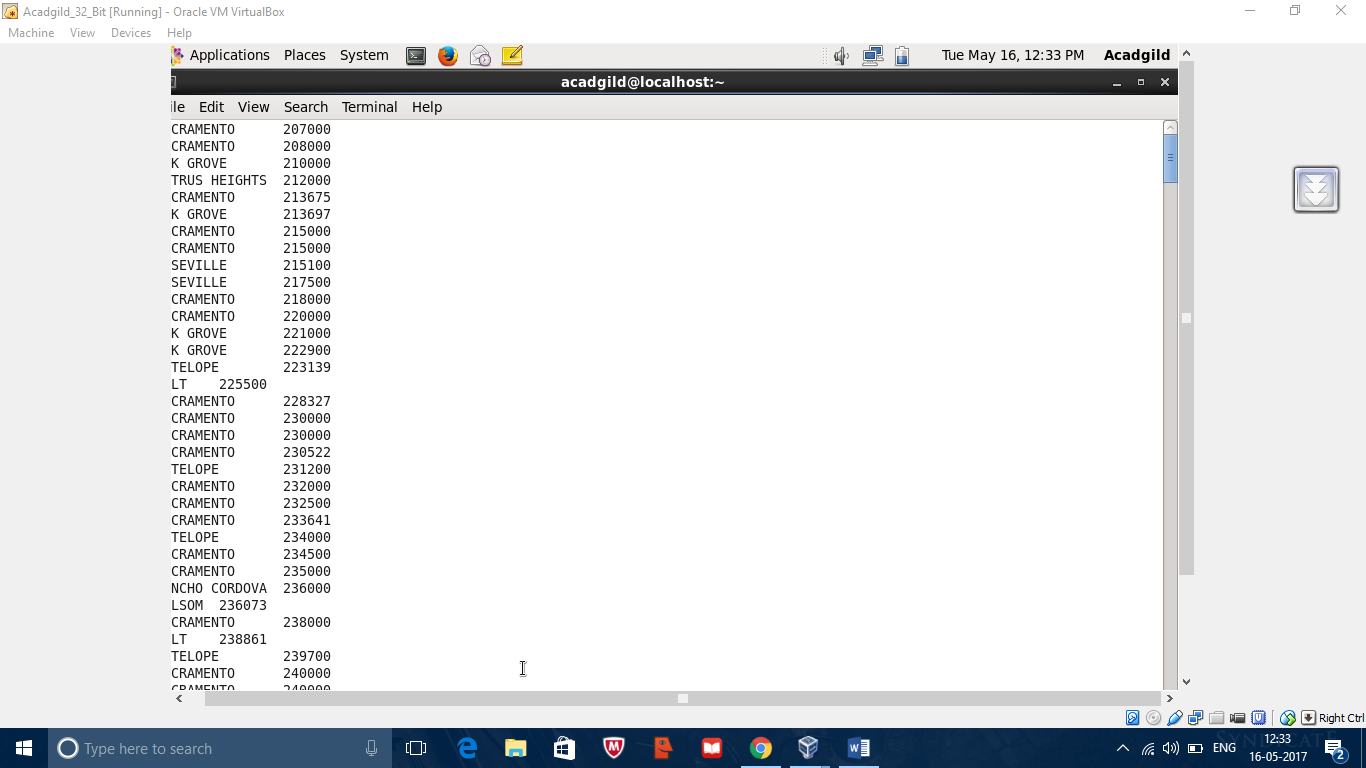 Acadgild_32_Bit [Running] - Oracle VM VirtualBox
Machine View Devices Help
Applications Places System Tue May 16, 12:33 PM Acadgild
acadgild@localhost:~
ile Edit View Search Terminal Help
CRAMENTO 207000
CRAMENTO 208000
K GROVE 210000
TRUS HEIGHTS 212000
CRAMENTO 213675
K GROVE 213697
CRAMENTO 215000
CRAMENTO 215000
SEVILLE 215100
SEVILLE 217500
CRAMENTO 218000
CRAMENTO 220000
K GROVE 221000
K GROVE 222900
TELOPE 223139
LT 225500
CRAMENTO 228327
CRAMENTO 230000
CRAMENTO 230000
CRAMENTO 230522
TELOPE 231200
CRAMENTO 232000
CRAMENTO 232500
CRAMENTO 233641
TELOPE 234000
CRAMENTO 234500
CRAMENTO 235000
NCHO CORDOVA 236000
LSOM 236073
CRAMENTO 238000
LT 238861
TELOPE 239700
CRAMENTO 240000
CRAMENTO 240000
Right Ctrl
Type here to search
ENG
12:33
16-05-2017
2